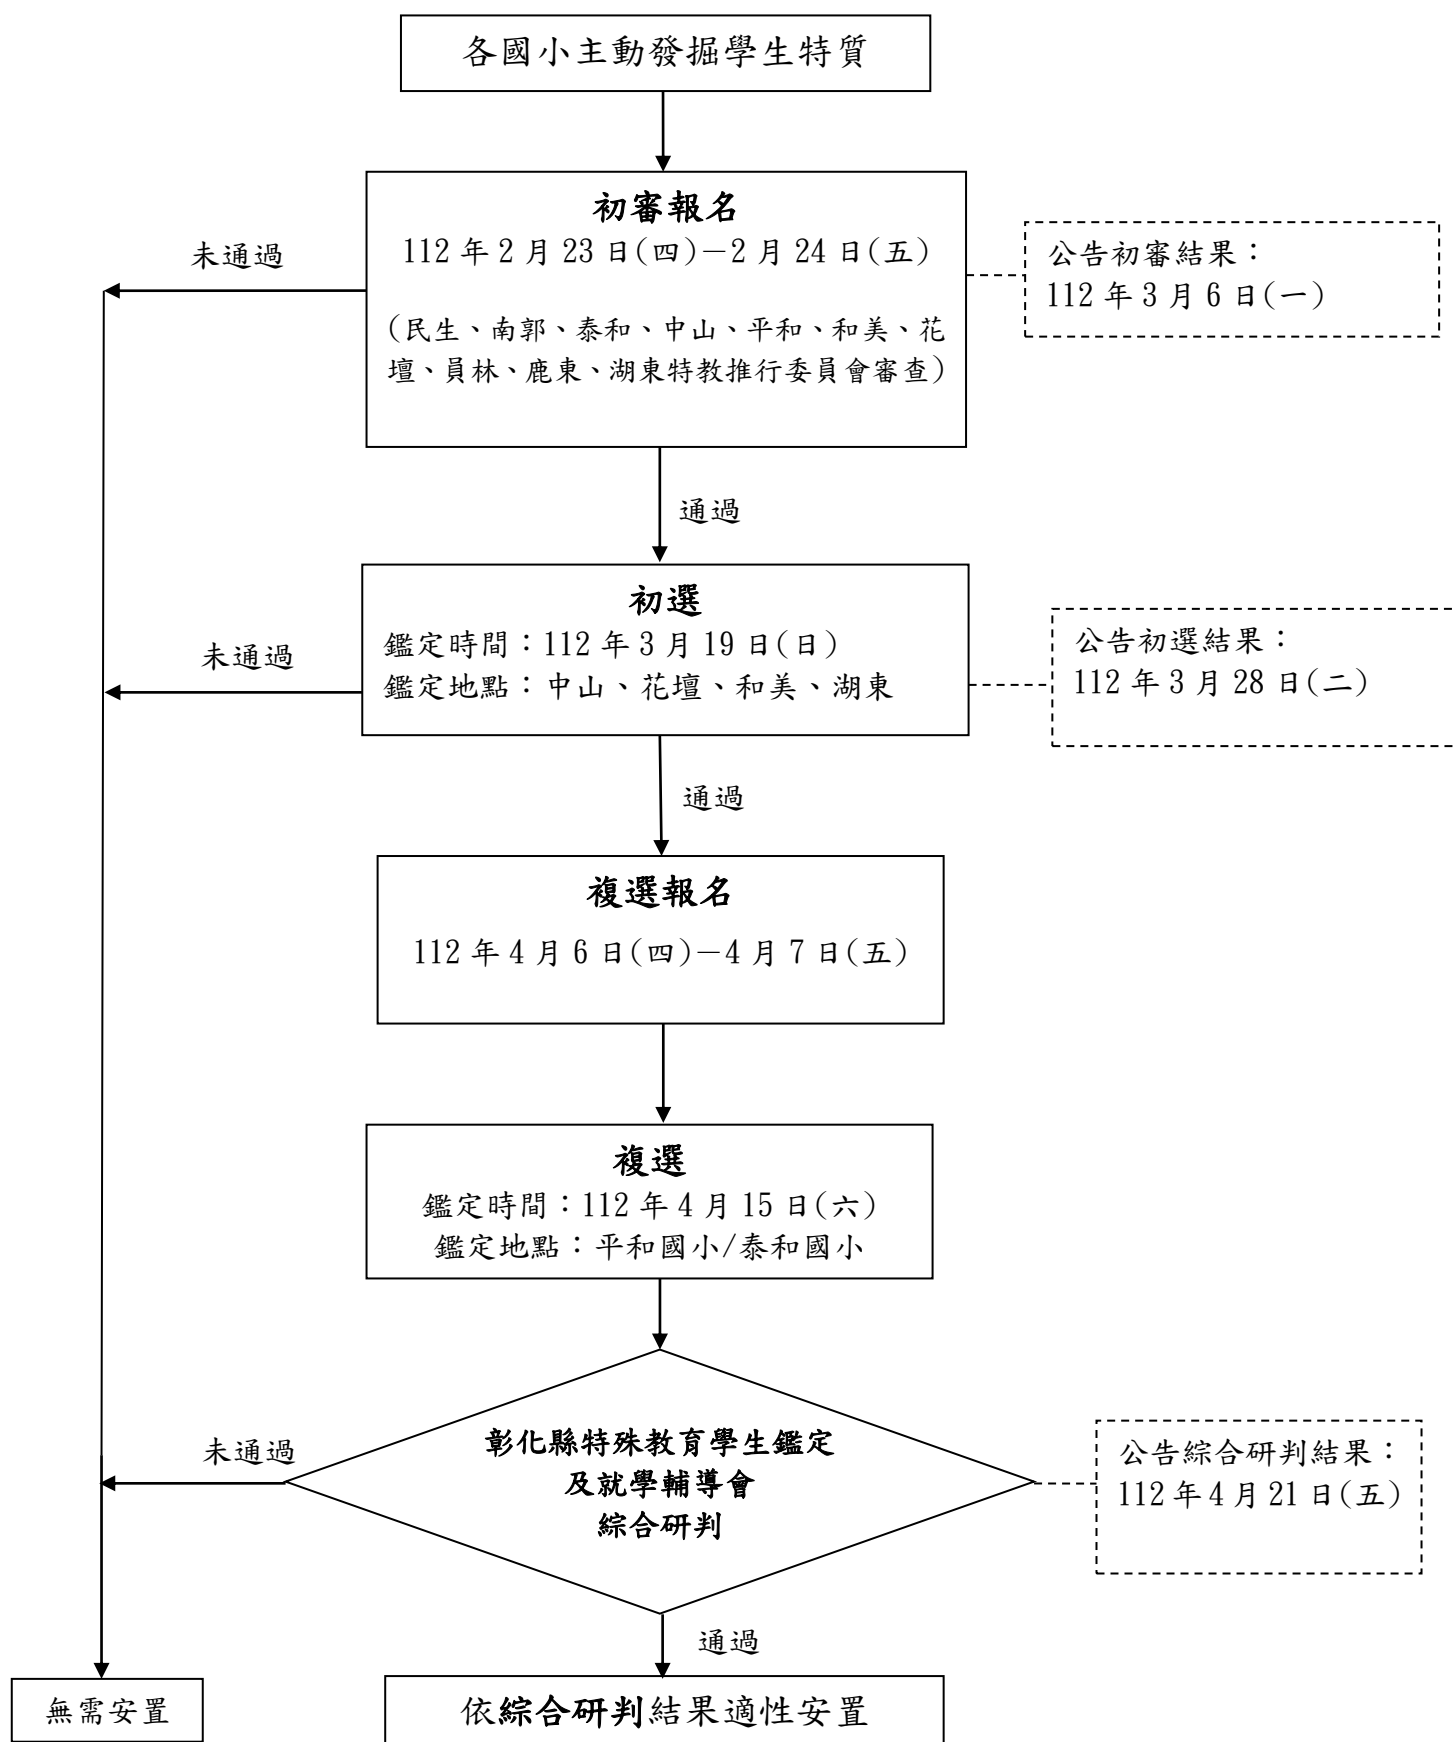 各國小主動發掘學生特質
初審報名
112 年 2 月 23 日(四)－2 月 24 日(五)
(民生、南郭、泰和、中山、平和、和美、花
壇、員林、鹿東、湖東特教推行委員會審查)
未通過
公告初審結果：
112 年 3 月 6 日(一)
通過
初選
鑑定時間：112 年 3 月 19 日(日)
鑑定地點：中山、花壇、和美、湖東
未通過
公告初選結果：
112 年 3 月 28 日(二)
通過
複選報名
112 年 4 月 6 日(四)－4 月 7 日(五)
複選
鑑定時間：112 年 4 月 15 日(六)
鑑定地點：平和國小/泰和國小
未通過
彰化縣特殊教育學生鑑定
及就學輔導會
綜合研判
公告綜合研判結果：
112 年 4 月 21 日(五)
通過
無需安置
依綜合研判結果適性安置